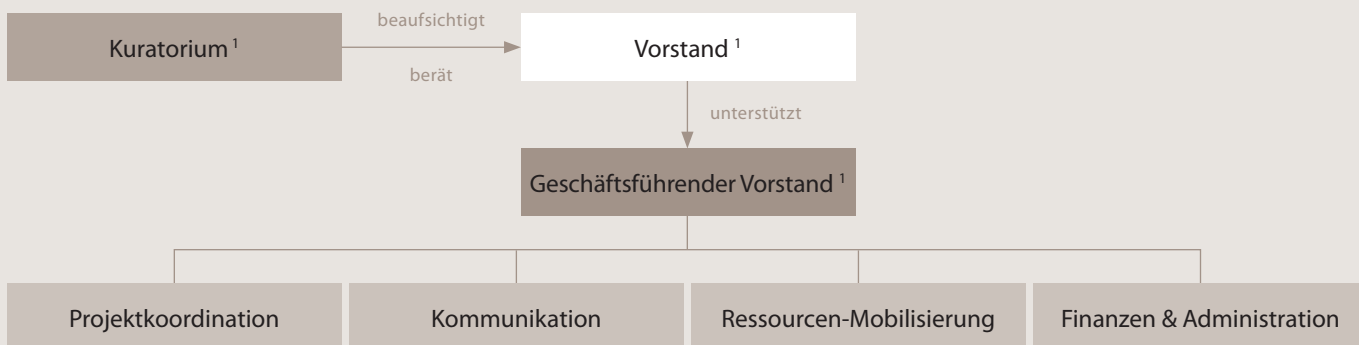 Kuratorium ¹
beaufsichtigt
berät
Vorstand ¹
unterstützt
Geschäftsführender Vorstand ¹
Projektkoordination
Kommunikation
Ressourcen-Mobilisierung
Finanzen & Administration